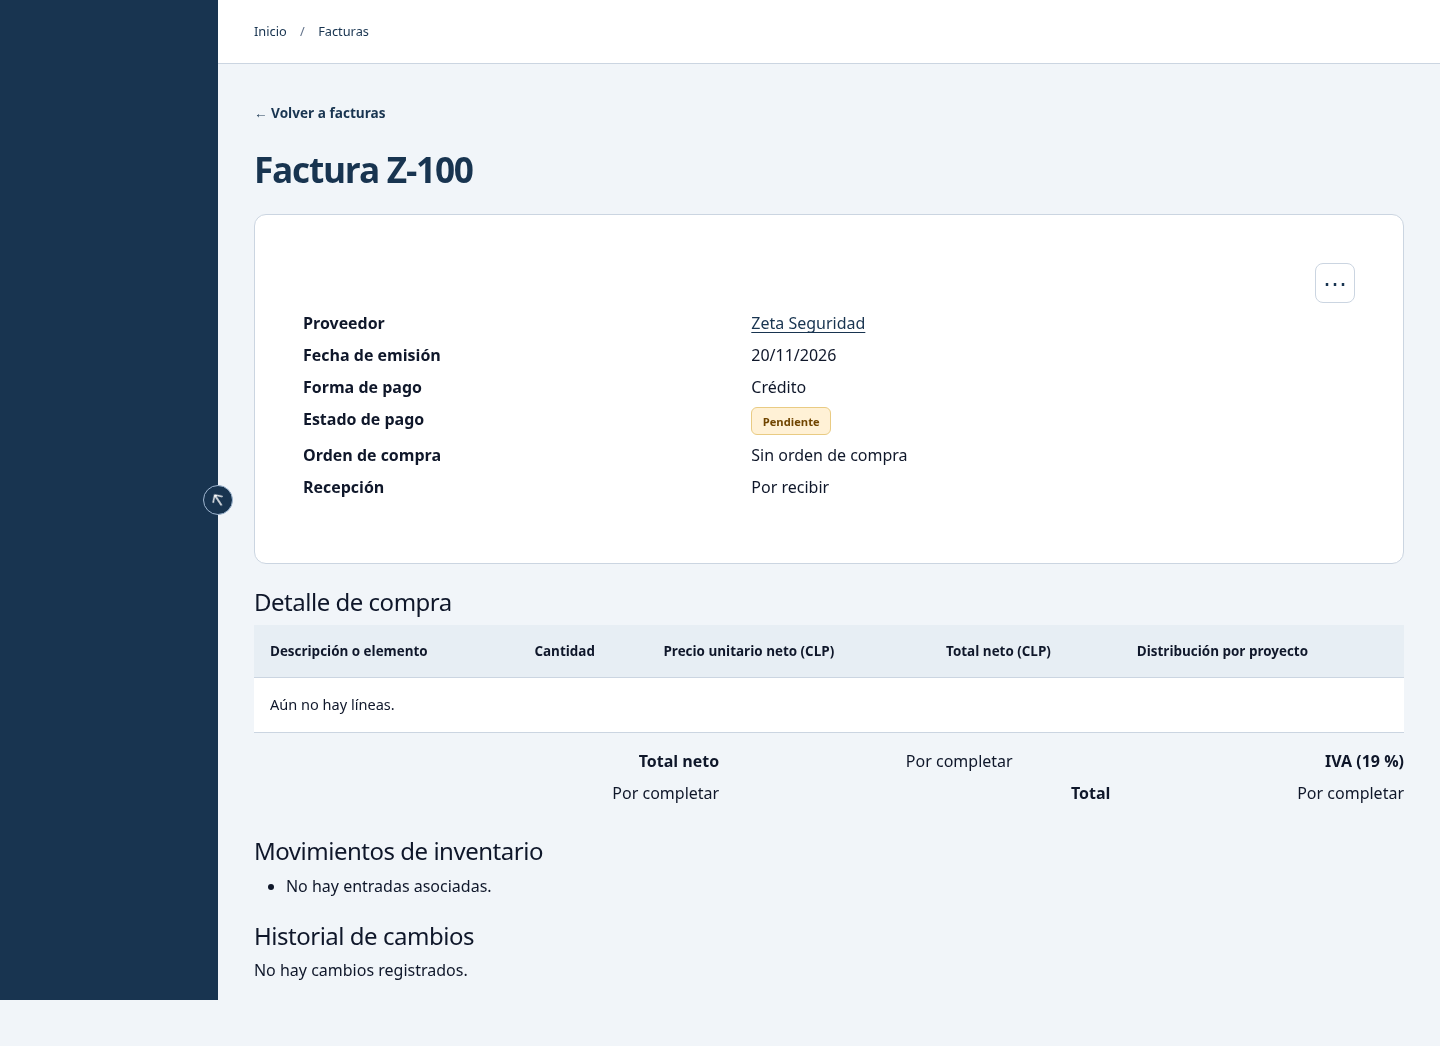 Inicio / Facturas
← Volver a facturas
Factura Z-100
...
Proveedor Zeta Seguridad
Fecha de emisión 20/11/2026
Forma de pago Crédito
Estado de pago Pendiente
Orden de compra Sin orden de compra
Recepción Por recibir
Detalle de compra
Descripción o elemento Cantidad Precio unitario neto (CLP) Total neto (CLP) Distribución por proyecto
Aún no hay líneas.
Total neto Por completar IVA (19 %)
Por completar Total Por completar
Movimientos de inventario
• No hay entradas asociadas.
Historial de cambios
No hay cambios registrados.